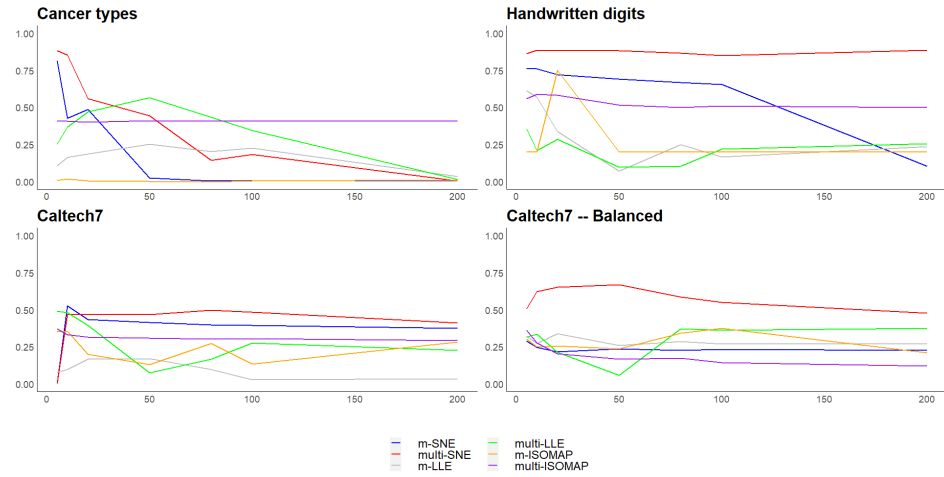 Cancer types
1.00
0.75
0.50
0.25
0.00
0 50 100 150 200
Handwritten digits
1.00
0.75
0.50
0.25
0.00
0 50 100 150 200
Caltech7
1.00
0.75
0.50
0.25
0.00
0 50 100 150 200
Caltech7 -- Balanced
1.00
0.75
0.50
0.25
0.00
0 50 100 150 200
m-SNE multi-LLE
multi-SNE m-ISOMAP
m-LLE multi-ISOMAP